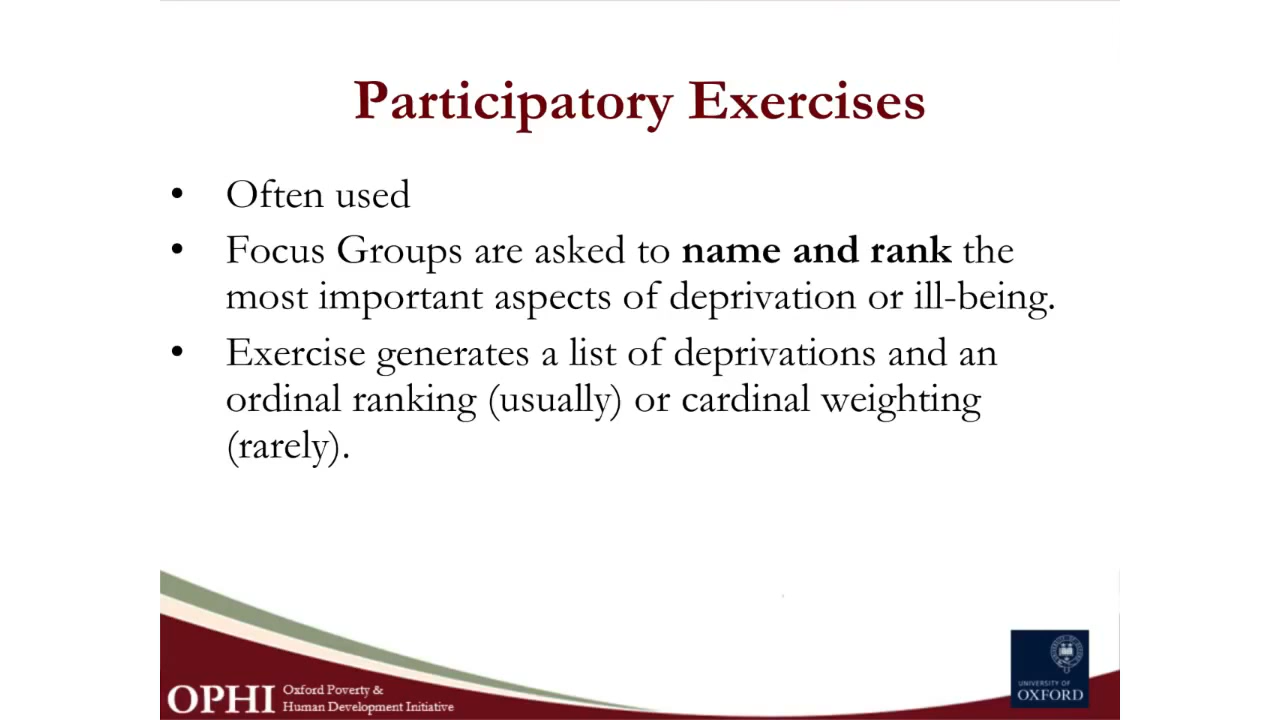 Participatory Exercises
• Often used
• Focus Groups are asked to name and rank the
most important aspects of deprivation or ill-being.
• Exercise generates a list of deprivations and an
ordinal ranking (usually) or cardinal weighting
(rarely).
OPHI
Oxford Poverty &
Human Development Initiative
UNIVERSITY OF
OXFORD